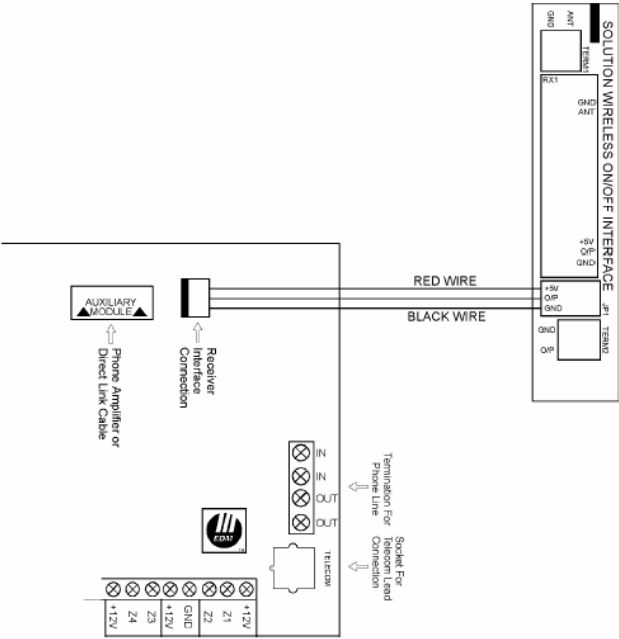 SOLUTION WIRELESS ON/OFF INTERFACE
GND
ANT
TERM1
RX1
GND
ANT
+5V
O/P
GND
+5V
O/P
GND
JP1
GND
O/P
TERM2
RED WIRE
BLACK WIRE
AUXILIARY
MODULE
Phone Amplifier or
Direct Link Cable
Receiver
Interface
Connection
IN
IN
OUT
OUT
Termination For
Phone Line
EDM
TELECOM
Socket For
Telecom Lead
Connection
+12V
Z4
Z3
+12V
GND
Z2
Z1
+12V